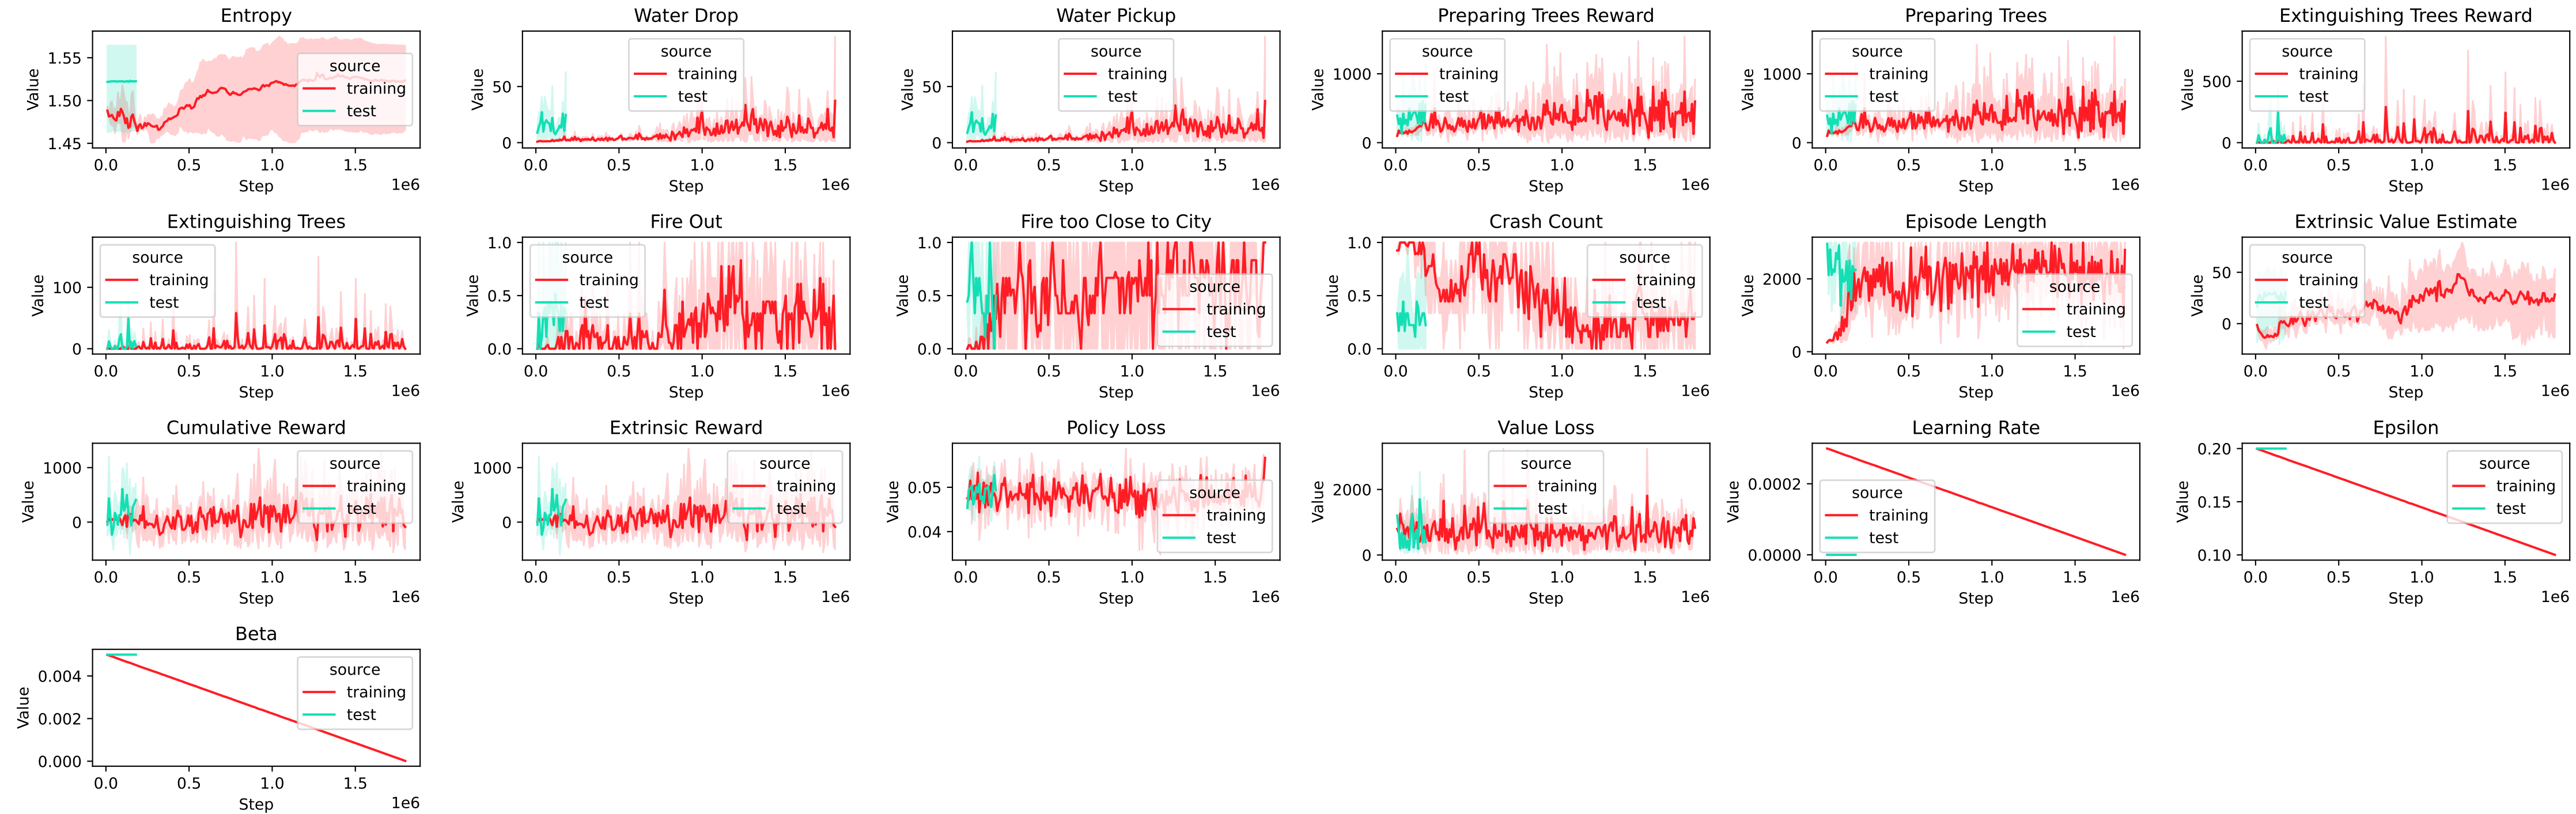 Entropy
Value
1.55
1.50
1.45
source
training
test
0.0 0.5 1.0 1.5
Step
1e6
Water Drop
Value
50
0
source
training
test
0.0 0.5 1.0 1.5
Step
1e6
Water Pickup
Value
50
0
source
training
test
0.0 0.5 1.0 1.5
Step
1e6
Preparing Trees Reward
Value
1000
0
source
training
test
0.0 0.5 1.0 1.5
Step
1e6
Preparing Trees
Value
1000
0
source
training
test
0.0 0.5 1.0 1.5
Step
1e6
Extinguishing Trees Reward
Value
500
0
source
training
test
0.0 0.5 1.0 1.5
Step
1e6
Extinguishing Trees
Value
100
0
source
training
test
0.0 0.5 1.0 1.5
Step
1e6
Fire Out
Value
1.0
0.5
0.0
source
training
test
0.0 0.5 1.0 1.5
Step
1e6
Fire too Close to City
Value
1.0
0.5
0.0
source
training
test
0.0 0.5 1.0 1.5
Step
1e6
Crash Count
Value
1.0
0.5
0.0
source
training
test
0.0 0.5 1.0 1.5
Step
1e6
Episode Length
Value
2000
0
source
training
test
0.0 0.5 1.0 1.5
Step
1e6
Extrinsic Value Estimate
Value
50
0
source
training
test
0.0 0.5 1.0 1.5
Step
1e6
Cumulative Reward
Value
1000
0
source
training
test
0.0 0.5 1.0 1.5
Step
1e6
Extrinsic Reward
Value
1000
0
source
training
test
0.0 0.5 1.0 1.5
Step
1e6
Policy Loss
Value
0.05
0.04
source
training
test
0.0 0.5 1.0 1.5
Step
1e6
Value Loss
Value
2000
0
source
training
test
0.0 0.5 1.0 1.5
Step
1e6
Learning Rate
Value
0.0002
0.0000
source
training
test
0.0 0.5 1.0 1.5
Step
1e6
Epsilon
Value
0.20
0.15
0.10
source
training
test
0.0 0.5 1.0 1.5
Step
1e6
Beta
Value
0.004
0.002
0.000
source
training
test
0.0 0.5 1.0 1.5
Step
1e6